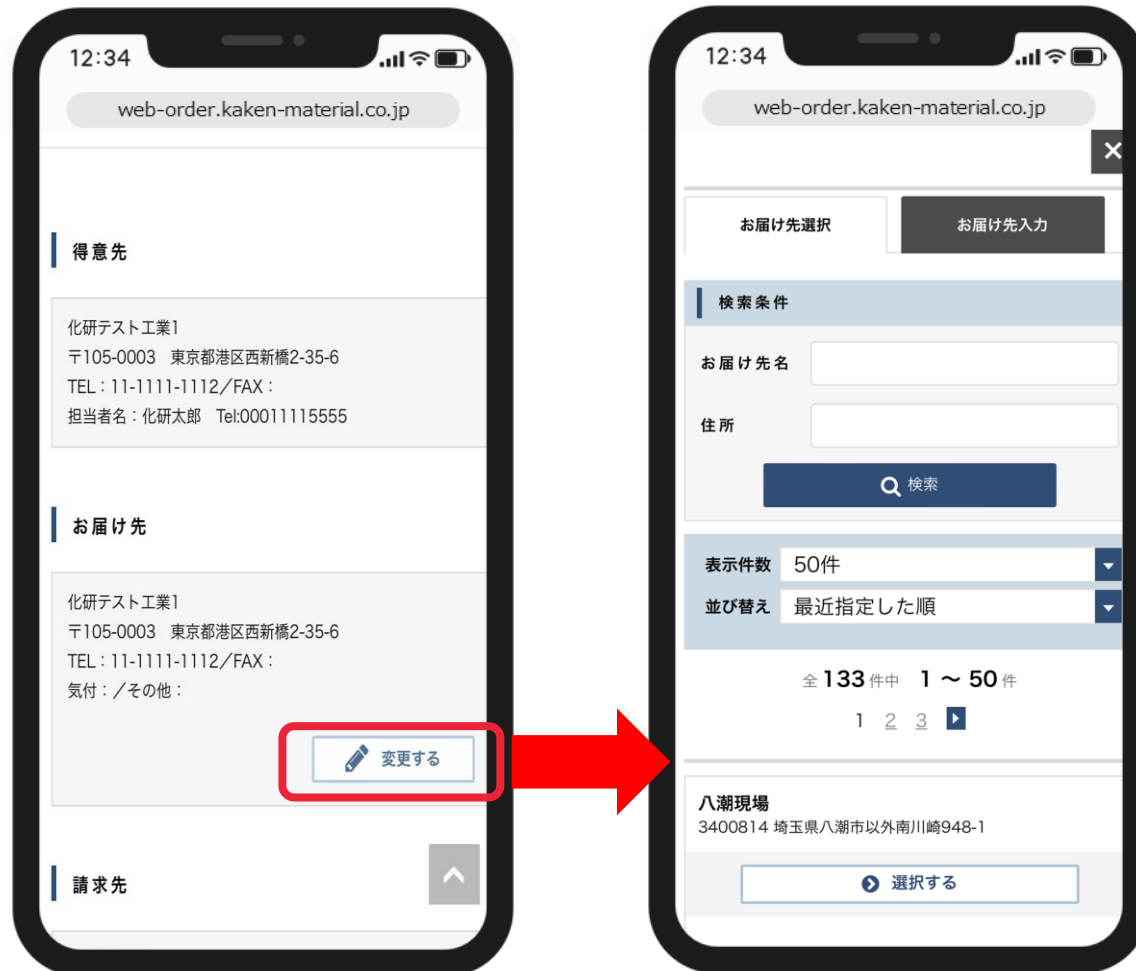 12:34
web-order.kaken-material.co.jp
得意先
化研テスト工業1
〒105-0003　東京都港区西新橋2-35-6
TEL：11-1111-1112／FAX：
担当者名：化研太郎　Tel:00011115555
お届け先
化研テスト工業1
〒105-0003　東京都港区西新橋2-35-6
TEL：11-1111-1112／FAX：
気付：／その他：
変更する
請求先
12:34
web-order.kaken-material.co.jp
お届け先選択
お届け先入力
検索条件
お届け先名
住所
検索
表示件数 50件
並び替え 最近指定した順
全 133 件中 1 ～ 50 件
1 2 3
八潮現場
3400814 埼玉県八潮市以外南川崎948-1
選択する